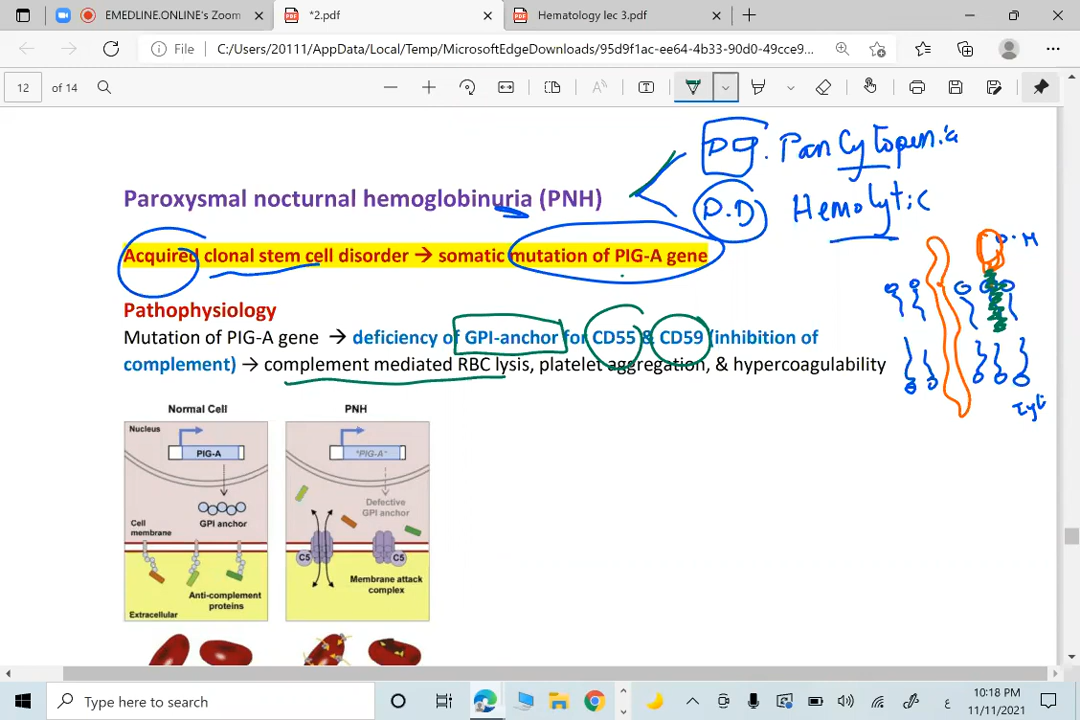 EMEDLINE.ONLINE's Zoom
*2.pdf
Hematology lec 3.pdf
File
C:/Users/20111/AppData/Local/Temp/MicrosoftEdgeDownloads/95d9f1ac-ee64-4b33-90d0-49cce9...
12 of 14
Pancytopenia
Paroxysmal nocturnal hemoglobinuria (PNH)
D.D Hemolytic
Acquired clonal stem cell disorder → somatic mutation of PIG-A gene
Pathophysiology
Mutation of PIG-A gene → deficiency of GPI-anchor for CD55 & CD59 (inhibition of
complement) → complement mediated RBC lysis, platelet aggregation, & hypercoagulability
Normal Cell
PNH
Nucleus
PIG-A
GPI anchor
Cell
membrane
Anti-complement
proteins
Extracellular
*PIG-A*
Defective
GPI anchor
C5
C5
Membrane attack
complex
Type here to search
ع
10:18 PM
11/11/2021